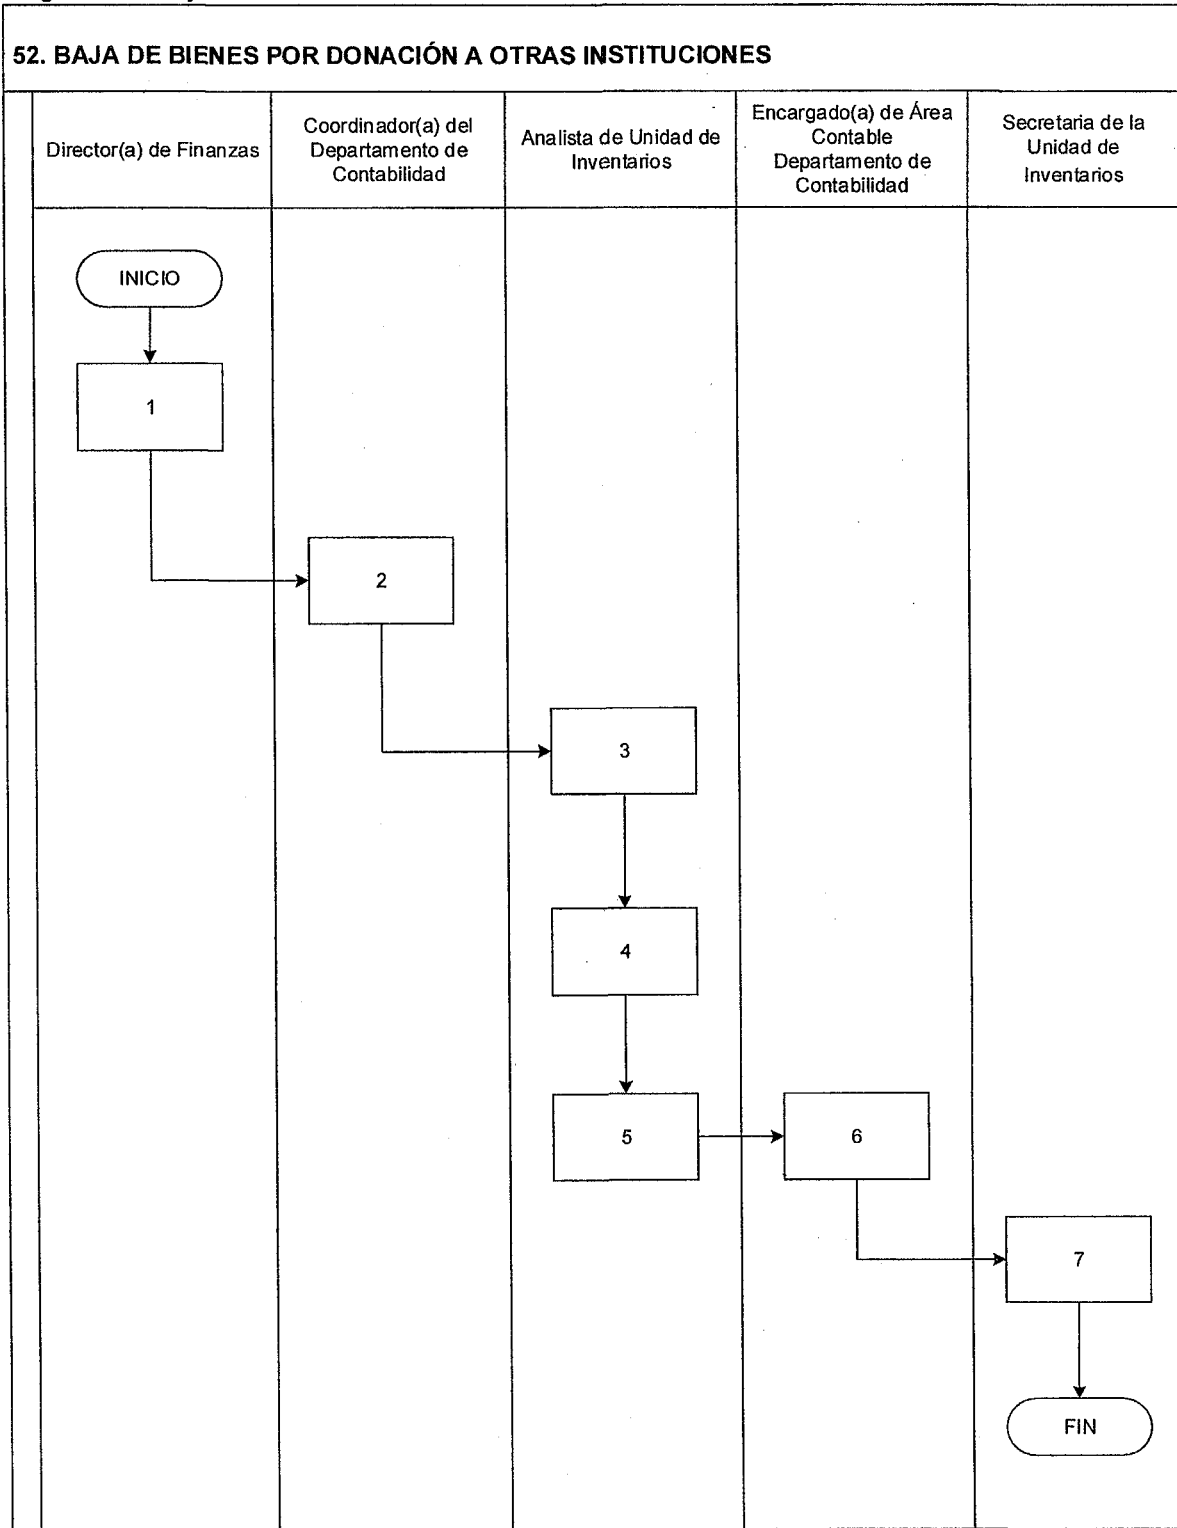 52. BAJA DE BIENES POR DONACIÓN A OTRAS INSTITUCIONES
Director(a) de Finanzas
Coordinador(a) del
Departamento de
Contabilidad
Analista de Unidad de
Inventarios
Encargado(a) de Área
Contable
Departamento de
Contabilidad
Secretaria de la
Unidad de
Inventarios
INICIO
1
2
3
4
5
6
7
FIN